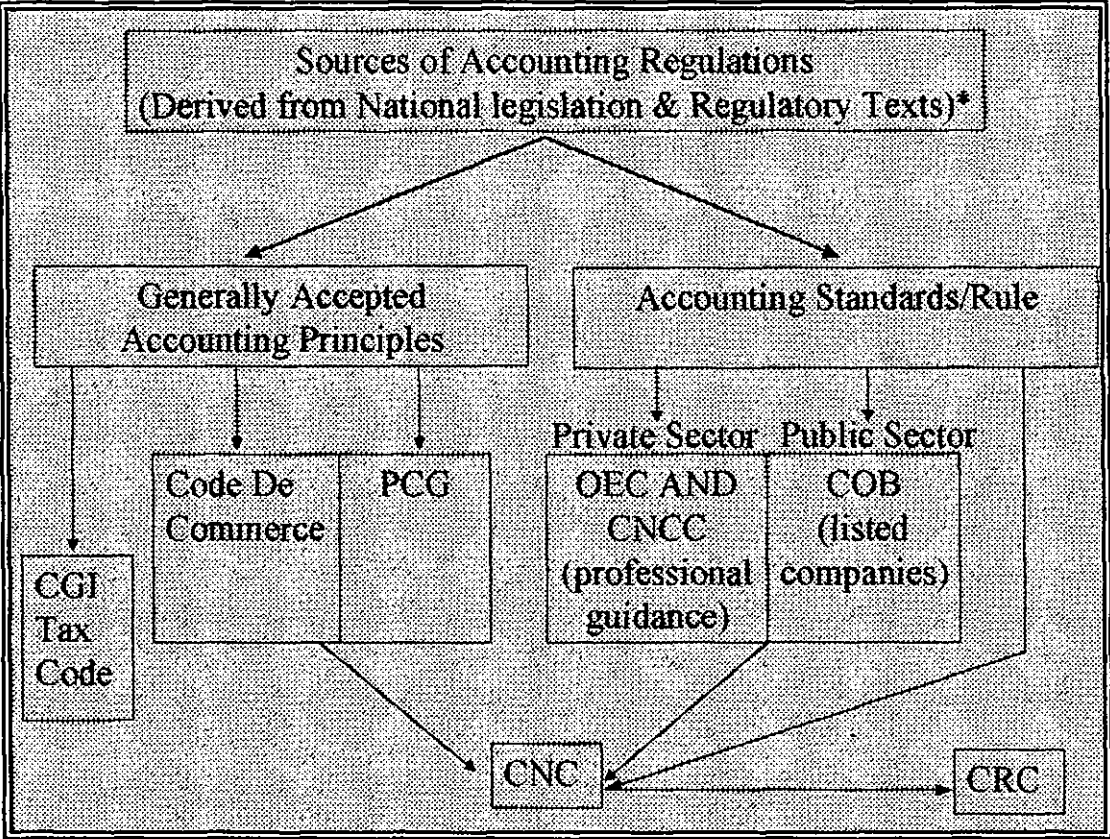 Sources of Accounting Regulations
(Derived from National legislation & Regulatory Texts)*
Generally Accepted
Accounting Principles
Accounting Standards/Rule
Private Sector
Public Sector
Code De
Commerce
PCG
OEC AND
CNCC
(professional
guidance)
COB
(listed
companies)
CGI
Tax
Code
CNC
CRC